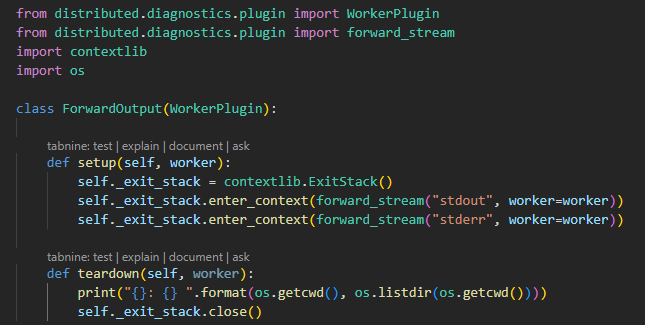 from distributed.diagnostics.plugin import WorkerPlugin
from distributed.diagnostics.plugin import forward_stream
import contextlib
import os

class ForwardOutput(WorkerPlugin):

    tabnine: test | explain | document | ask
    def setup(self, worker):
        self._exit_stack = contextlib.ExitStack()
        self._exit_stack.enter_context(forward_stream("stdout", worker=worker))
        self._exit_stack.enter_context(forward_stream("stderr", worker=worker))

    tabnine: test | explain | document | ask
    def teardown(self, worker):
        print("{}: {} ".format(os.getcwd(), os.listdir(os.getcwd())))
        self._exit_stack.close()